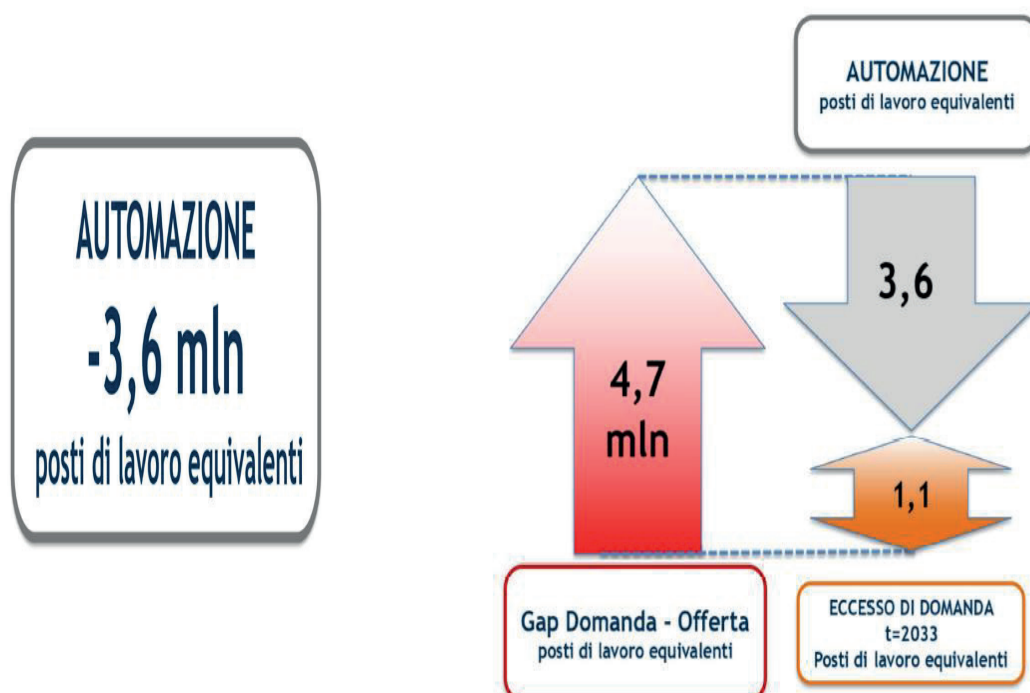 AUTOMAZIONE
-3,6 mln
posti di lavoro equivalenti
AUTOMAZIONE
posti di lavoro equivalenti
4,7
mln
3,6
1,1
Gap Domanda - Offerta
posti di lavoro equivalenti
ECCESSO DI DOMANDA
t=2033
Posti di lavoro equivalenti